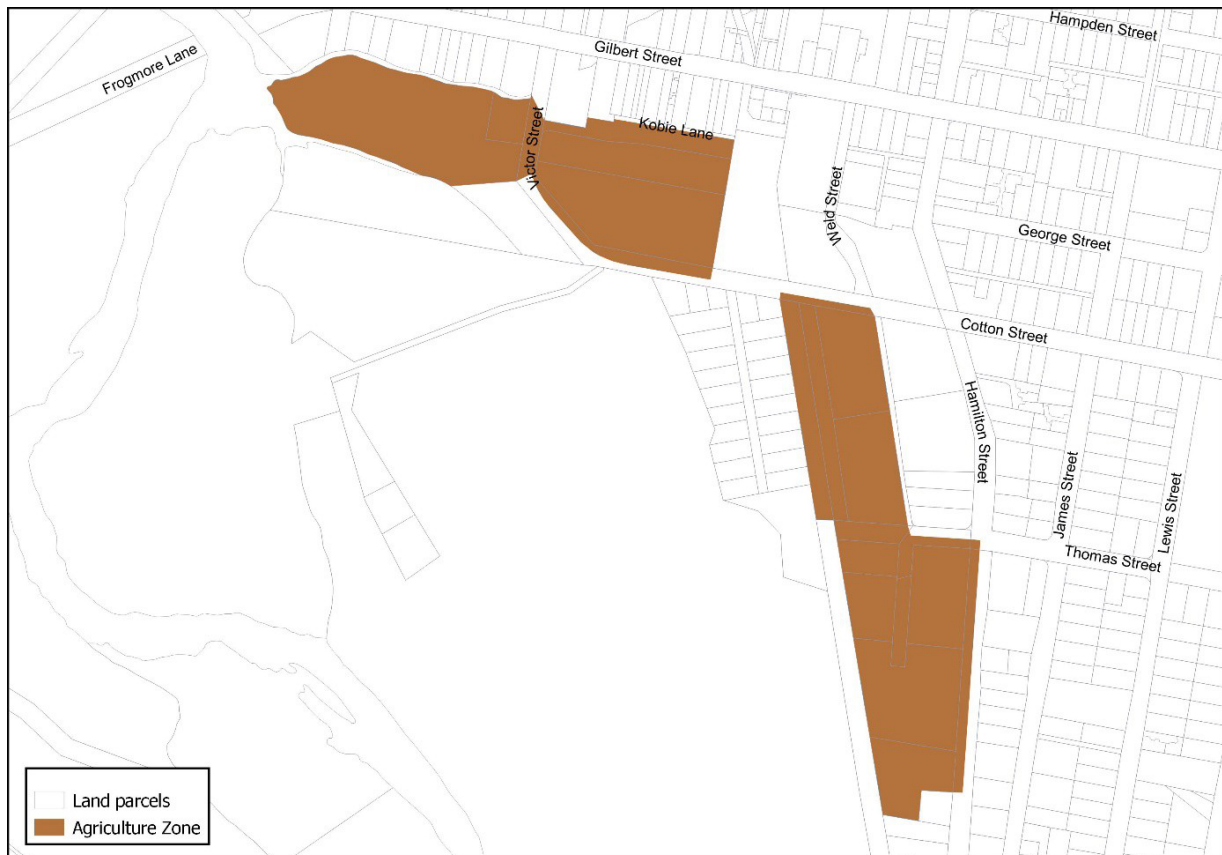 Hampden Street
Gilbert Street
Frogmore Lane
Kobie Lane
Victor Street
Weld Street
George Street
Cotton Street
Hamilton Street
James Street
Lewis Street
Thomas Street
Land parcels
Agriculture Zone